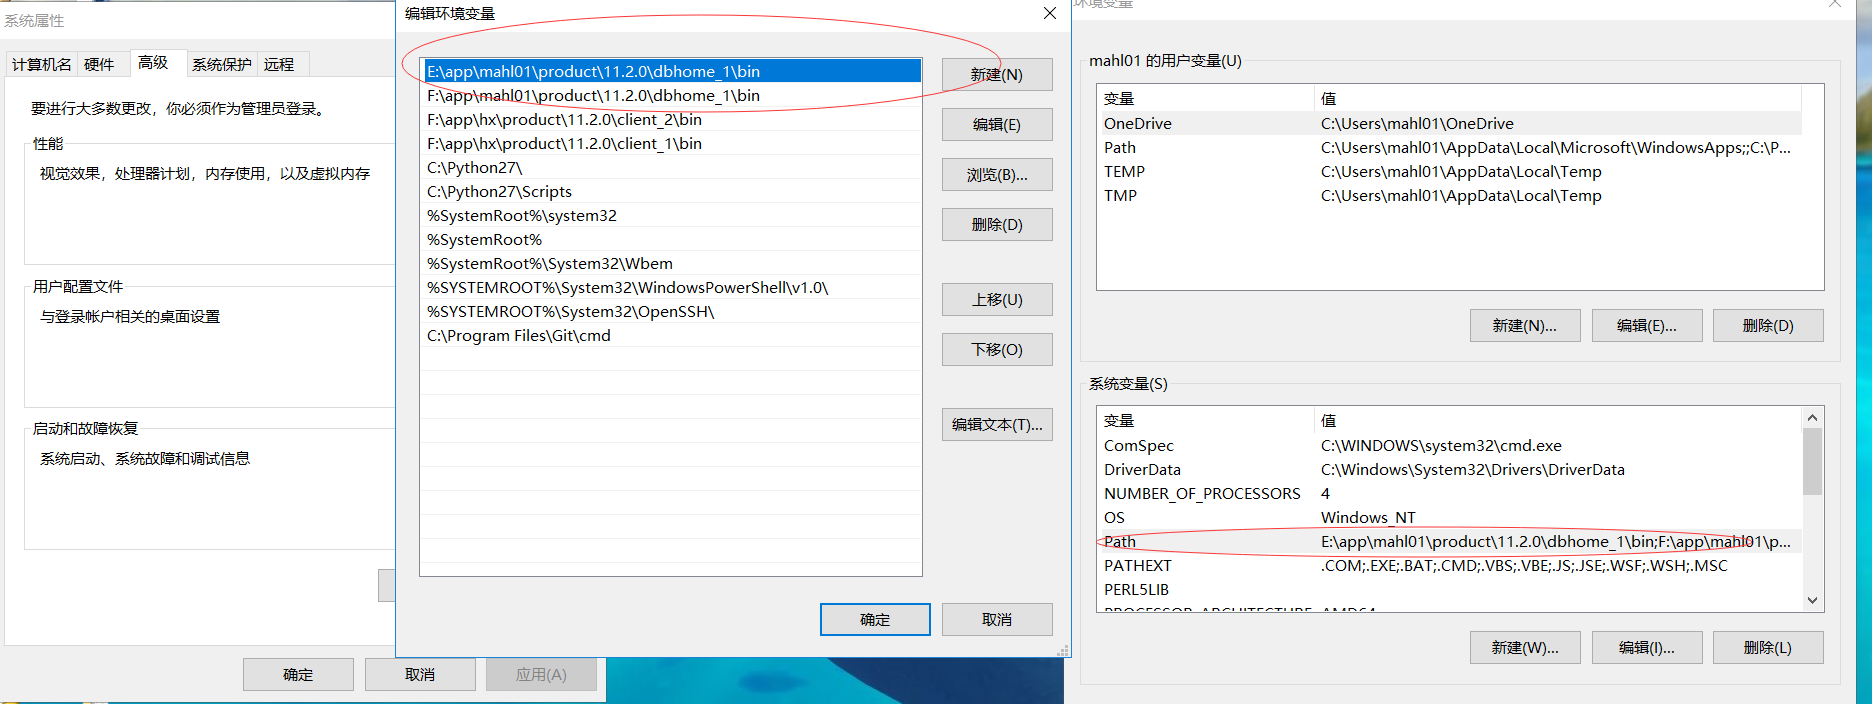 系统属性
计算机名
硬件
高级
系统保护
远程
要进行大多数更改，你必须作为管理员登录。
性能
视觉效果，处理器计划，内存使用，以及虚拟内存
用户配置文件
与登录帐户相关的桌面设置
启动和故障恢复
系统启动、系统故障和调试信息
确定
取消
应用(A)
编辑环境变量
E:\app\mahl01\product\11.2.0\dbhome_1\bin
F:\app\mahl01\product\11.2.0\dbhome_1\bin
F:\app\hx\product\11.2.0\client_2\bin
F:\app\hx\product\11.2.0\client_1\bin
C:\Python27\
C:\Python27\Scripts
%SystemRoot%\system32
%SystemRoot%
%SystemRoot%\System32\Wbem
%SYSTEMROOT%\System32\WindowsPowerShell\v1.0\
%SYSTEMROOT%\System32\OpenSSH\
C:\Program Files\Git\cmd
新建(N)
编辑(E)
浏览(B)...
删除(D)
上移(U)
下移(O)
编辑文本(T)...
确定
取消
环境变量
mahl01 的用户变量(U)
变量 值
OneDrive C:\Users\mahl01\OneDrive
Path C:\Users\mahl01\AppData\Local\Microsoft\WindowsApps;;C:\P...
TEMP C:\Users\mahl01\AppData\Local\Temp
TMP C:\Users\mahl01\AppData\Local\Temp
新建(N)...
编辑(E)...
删除(D)
系统变量(S)
变量 值
ComSpec C:\WINDOWS\system32\cmd.exe
DriverData C:\Windows\System32\Drivers\DriverData
NUMBER_OF_PROCESSORS 4
OS Windows_NT
Path E:\app\mahl01\product\11.2.0\dbhome_1\bin;F:\app\mahl01\p...
PATHEXT .COM;.EXE;.BAT;.CMD;.VBS;.VBE;.JS;.JSE;.WSF;.WSH;.MSC
PERL5LIB
PROCESSOR_ARCHITECTURE AMD64
新建(W)...
编辑(I)...
删除(L)